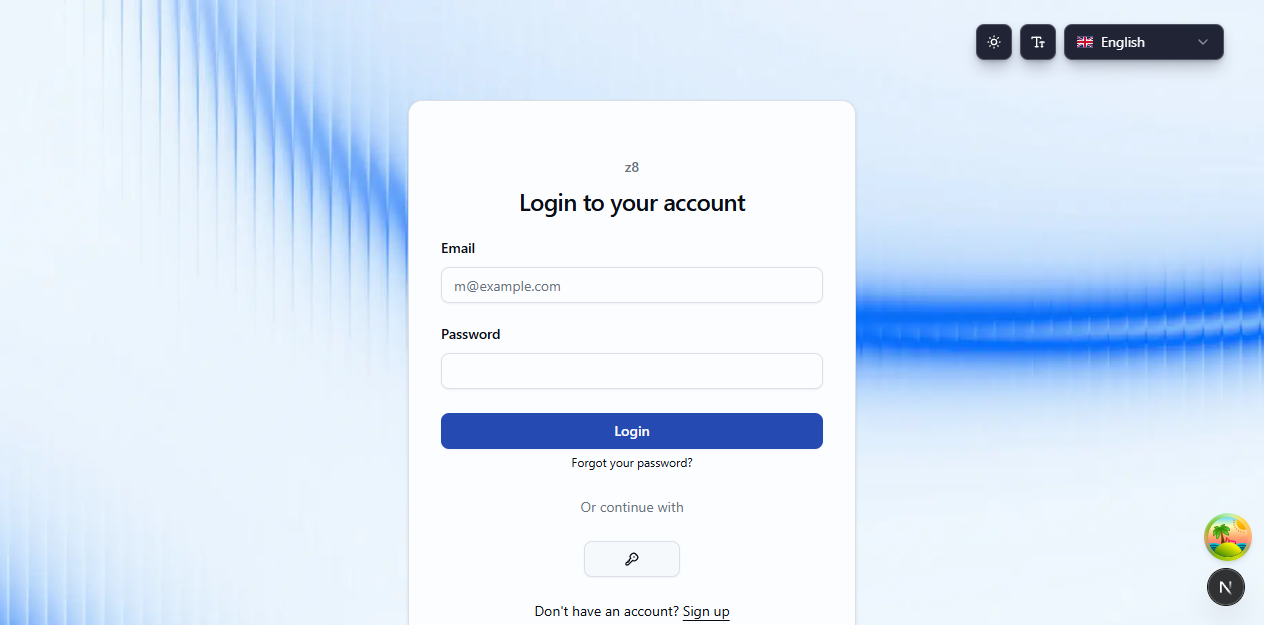 English
z8
Login to your account
Email
m@example.com
Password
Login
Forgot your password?
Or continue with
Don't have an account? Sign up
N